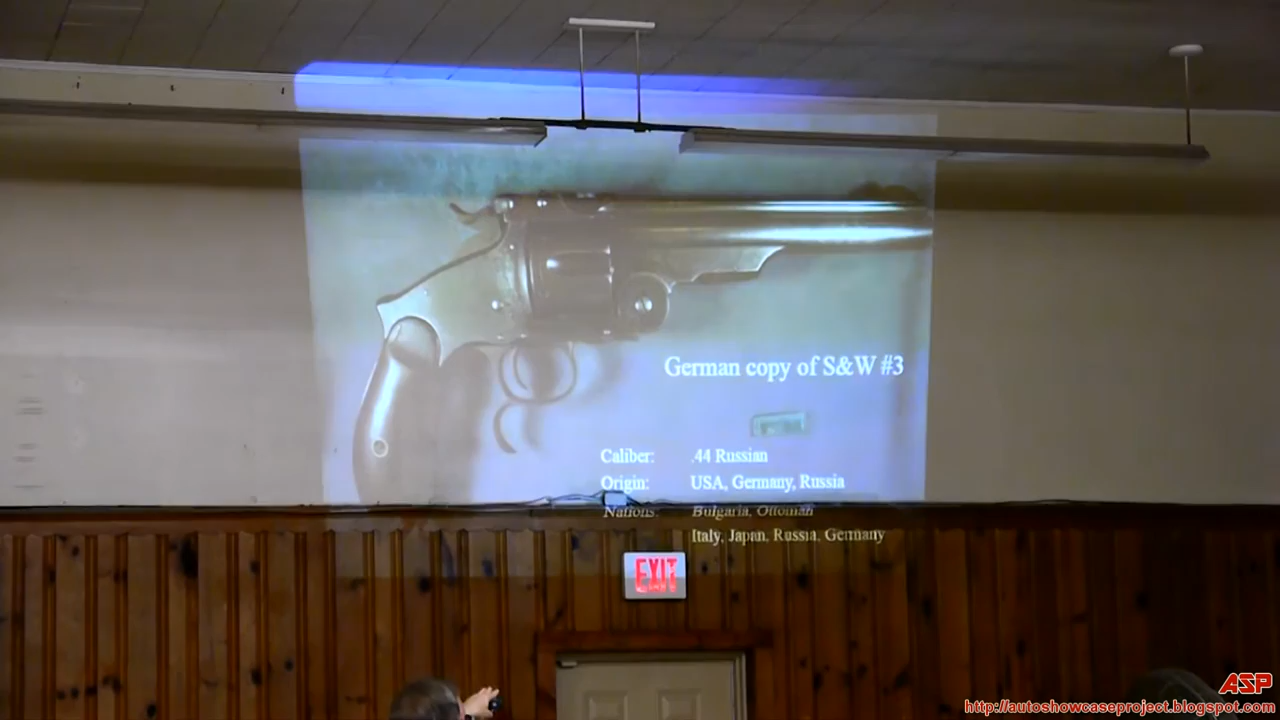 German copy of S&W #3
Caliber: .44 Russian
Origin: USA, Germany, Russia
Nations: Bulgaria, Ottoman
Italy, Japan, Russia, Germany
EXIT
ASP
http://autoshowcaseproject.blogspot.com